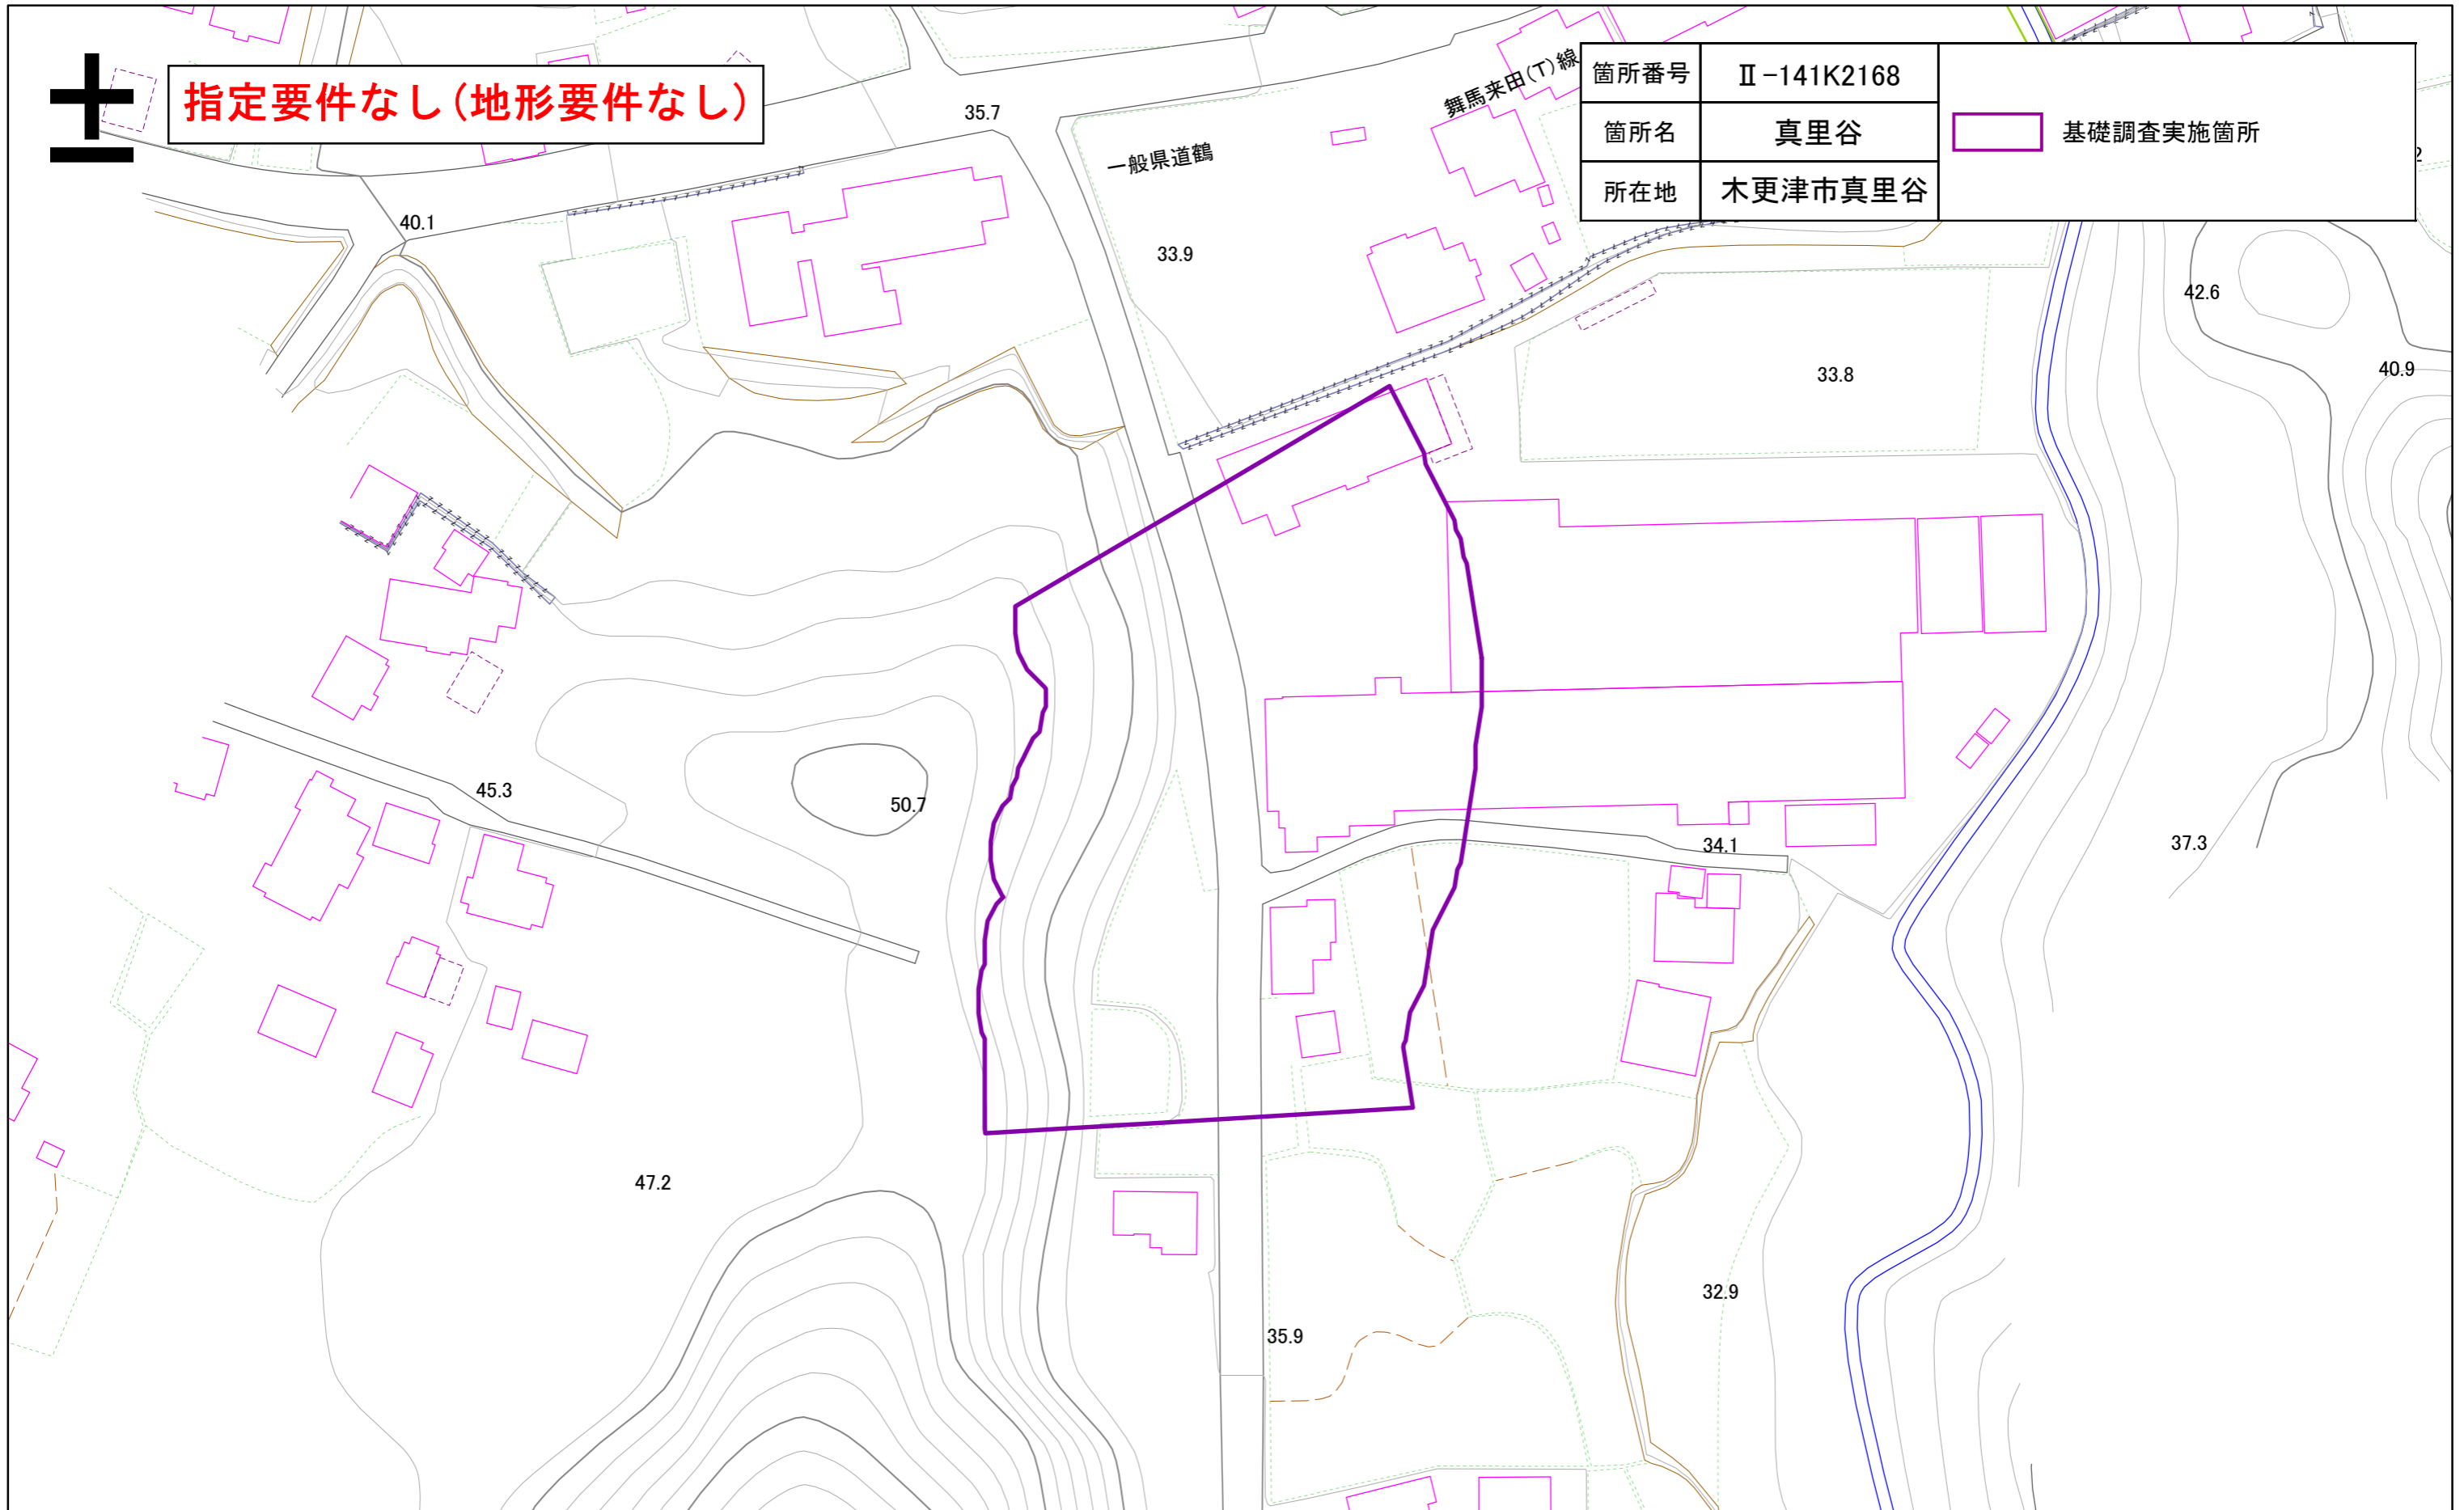 指定要件なし(地形要件なし)
箇所番号 Ⅱ-141K2168
箇所名 真里谷
所在地 木更津市真里谷
基礎調査実施箇所
舞馬来田(T)線
一般県道鶴
35.7
40.1
33.9
42.6
33.8
40.9
45.3
50.7
34.1
37.3
47.2
32.9
35.9